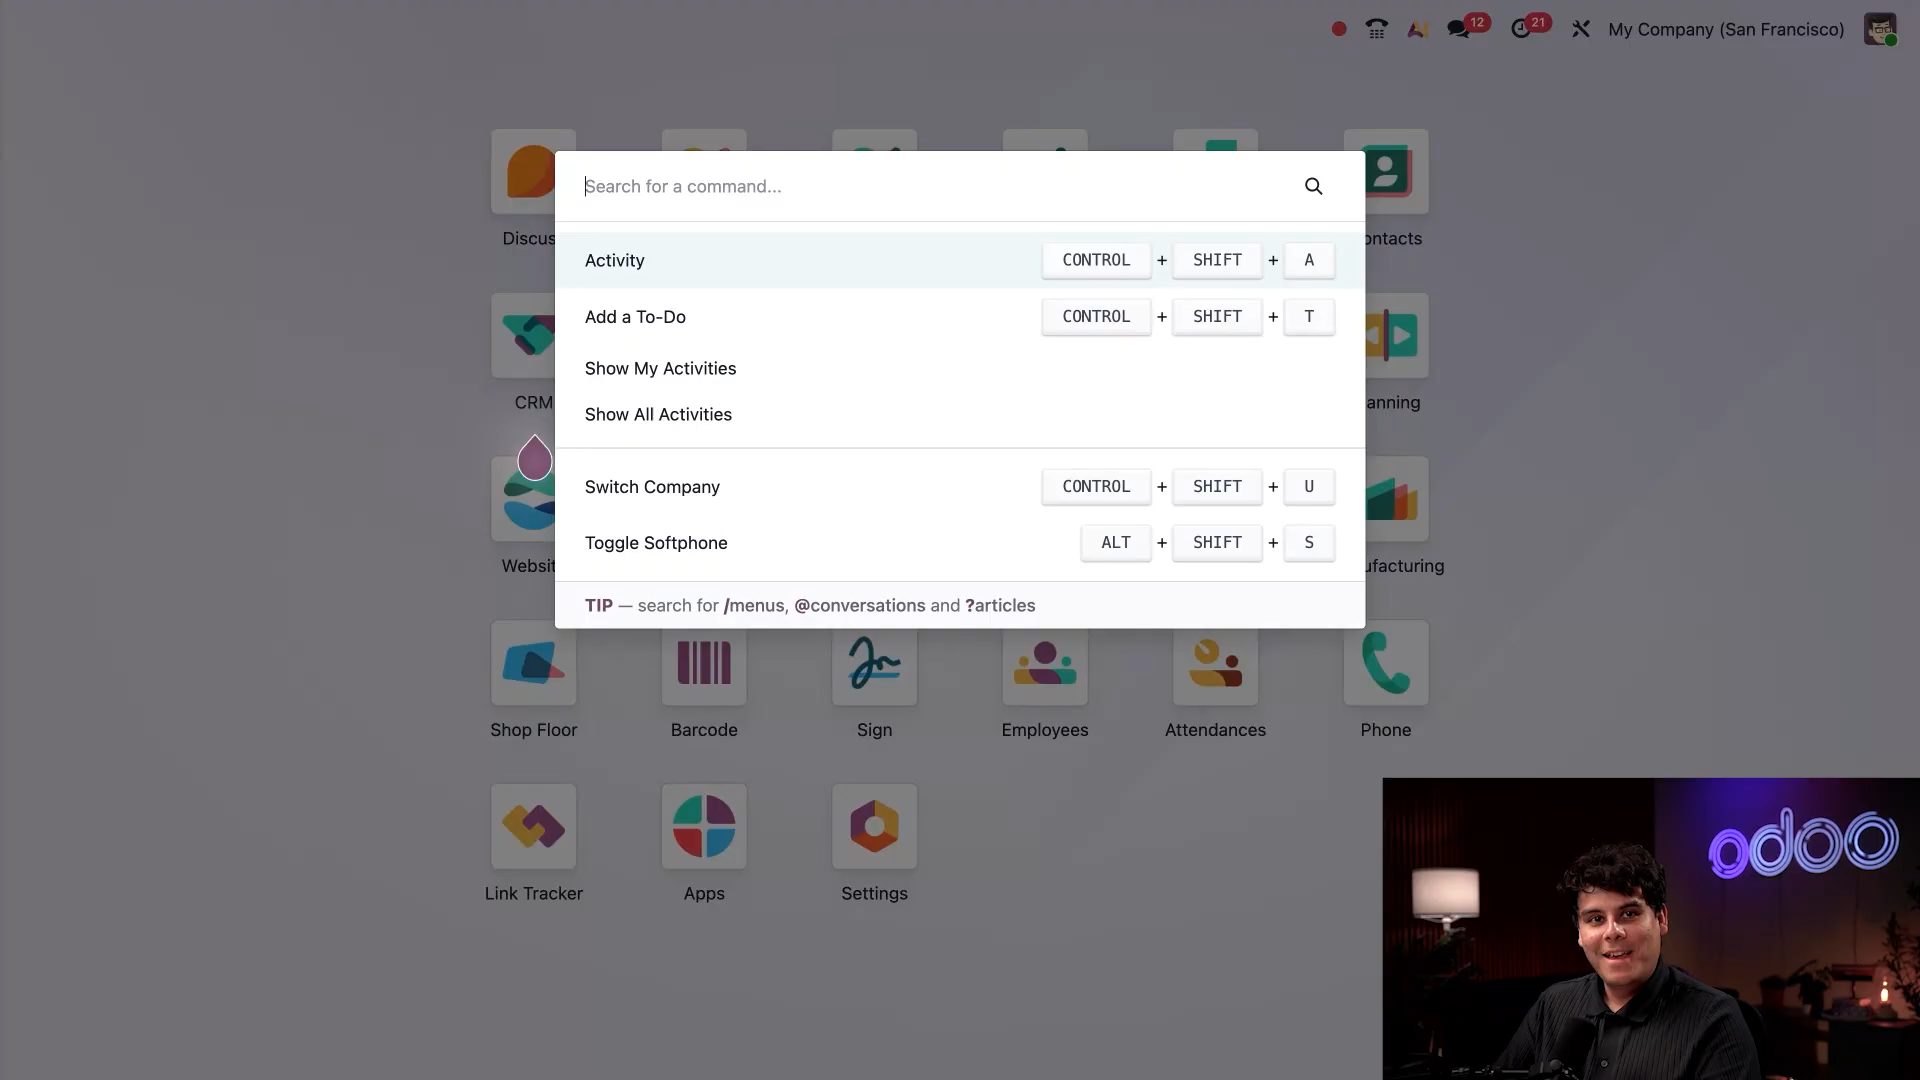 12
21
My Company (San Francisco)
Search for a command...
Activity
CONTROL + SHIFT + A
Add a To-Do
CONTROL + SHIFT + T
Show My Activities
Show All Activities
Switch Company
CONTROL + SHIFT + U
Toggle Softphone
ALT + SHIFT + S
TIP — search for /menus, @conversations and ?articles
Discus
ontacts
CRM
anning
Websit
ufacturing
Shop Floor
Barcode
Sign
Employees
Attendances
Phone
Link Tracker
Apps
Settings
odoo